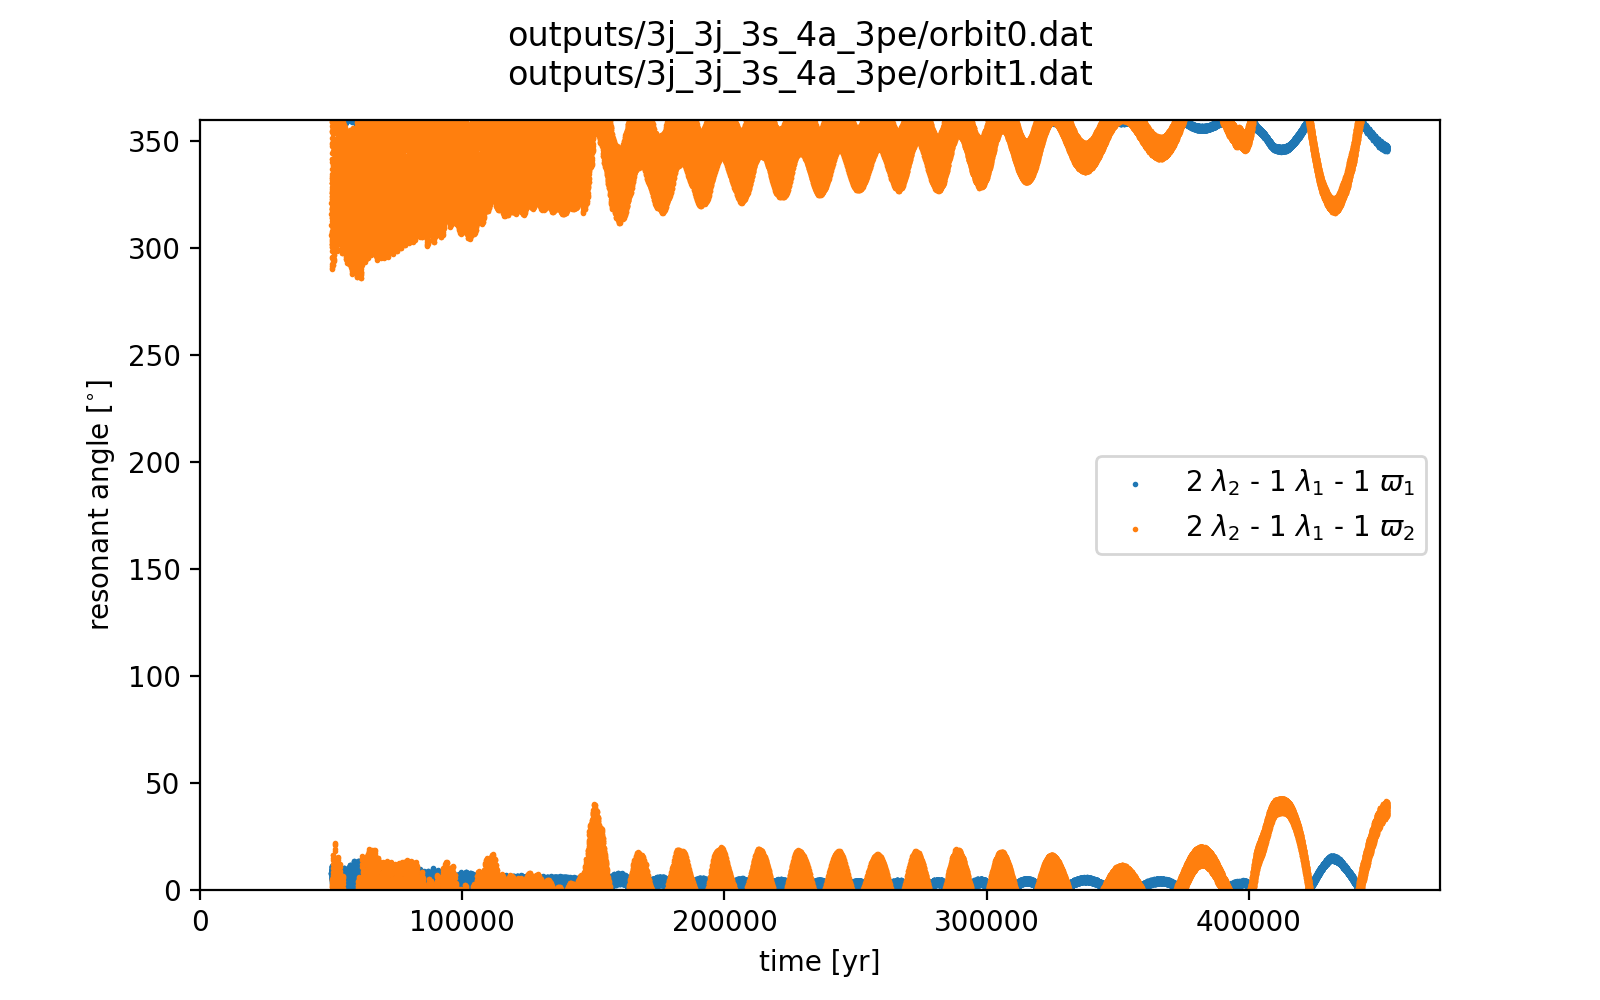 outputs/3j_3j_3s_4a_3pe/orbit0.dat
outputs/3j_3j_3s_4a_3pe/orbit1.dat
350
300
250
200
150
100
50
0
resonant angle [°]
2 λ₂ - 1 λ₁ - 1 ϖ₁
2 λ₂ - 1 λ₁ - 1 ϖ₂
0 100000 200000 300000 400000
time [yr]